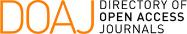 DOAJ
DIRECTORY OF
OPEN ACCESS
JOURNALS